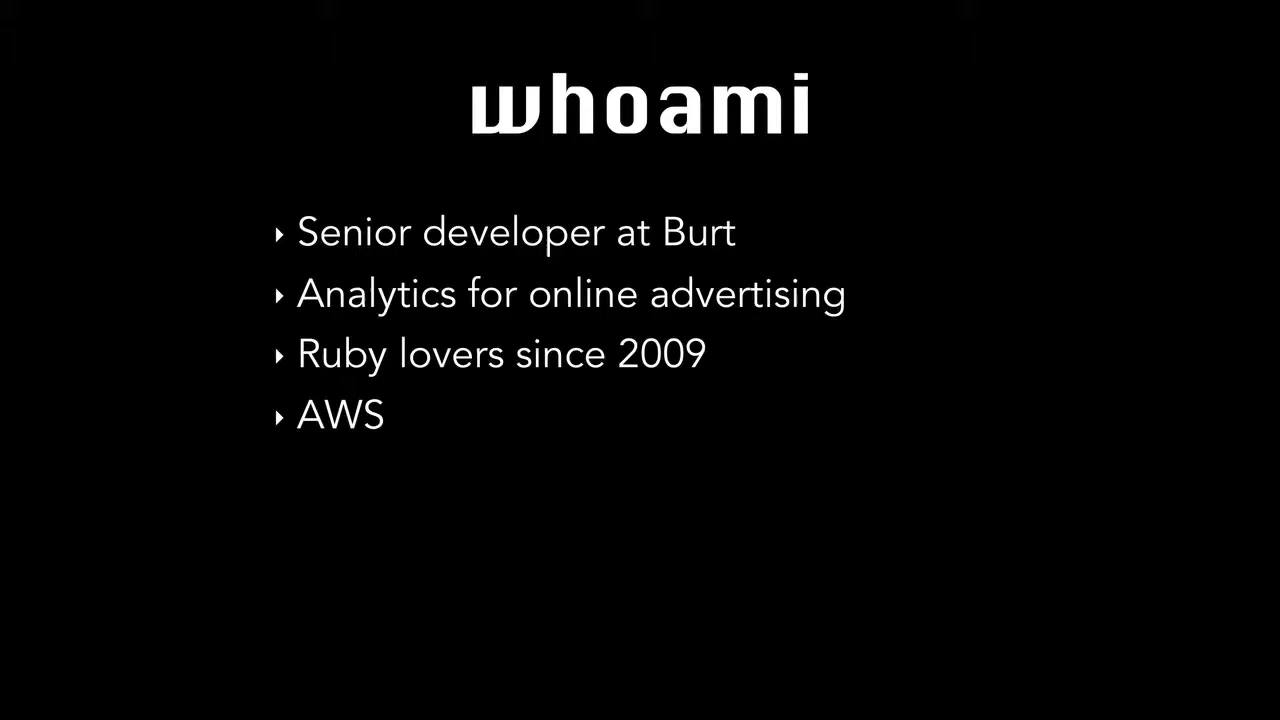 whoami
‣ Senior developer at Burt
‣ Analytics for online advertising
‣ Ruby lovers since 2009
‣ AWS